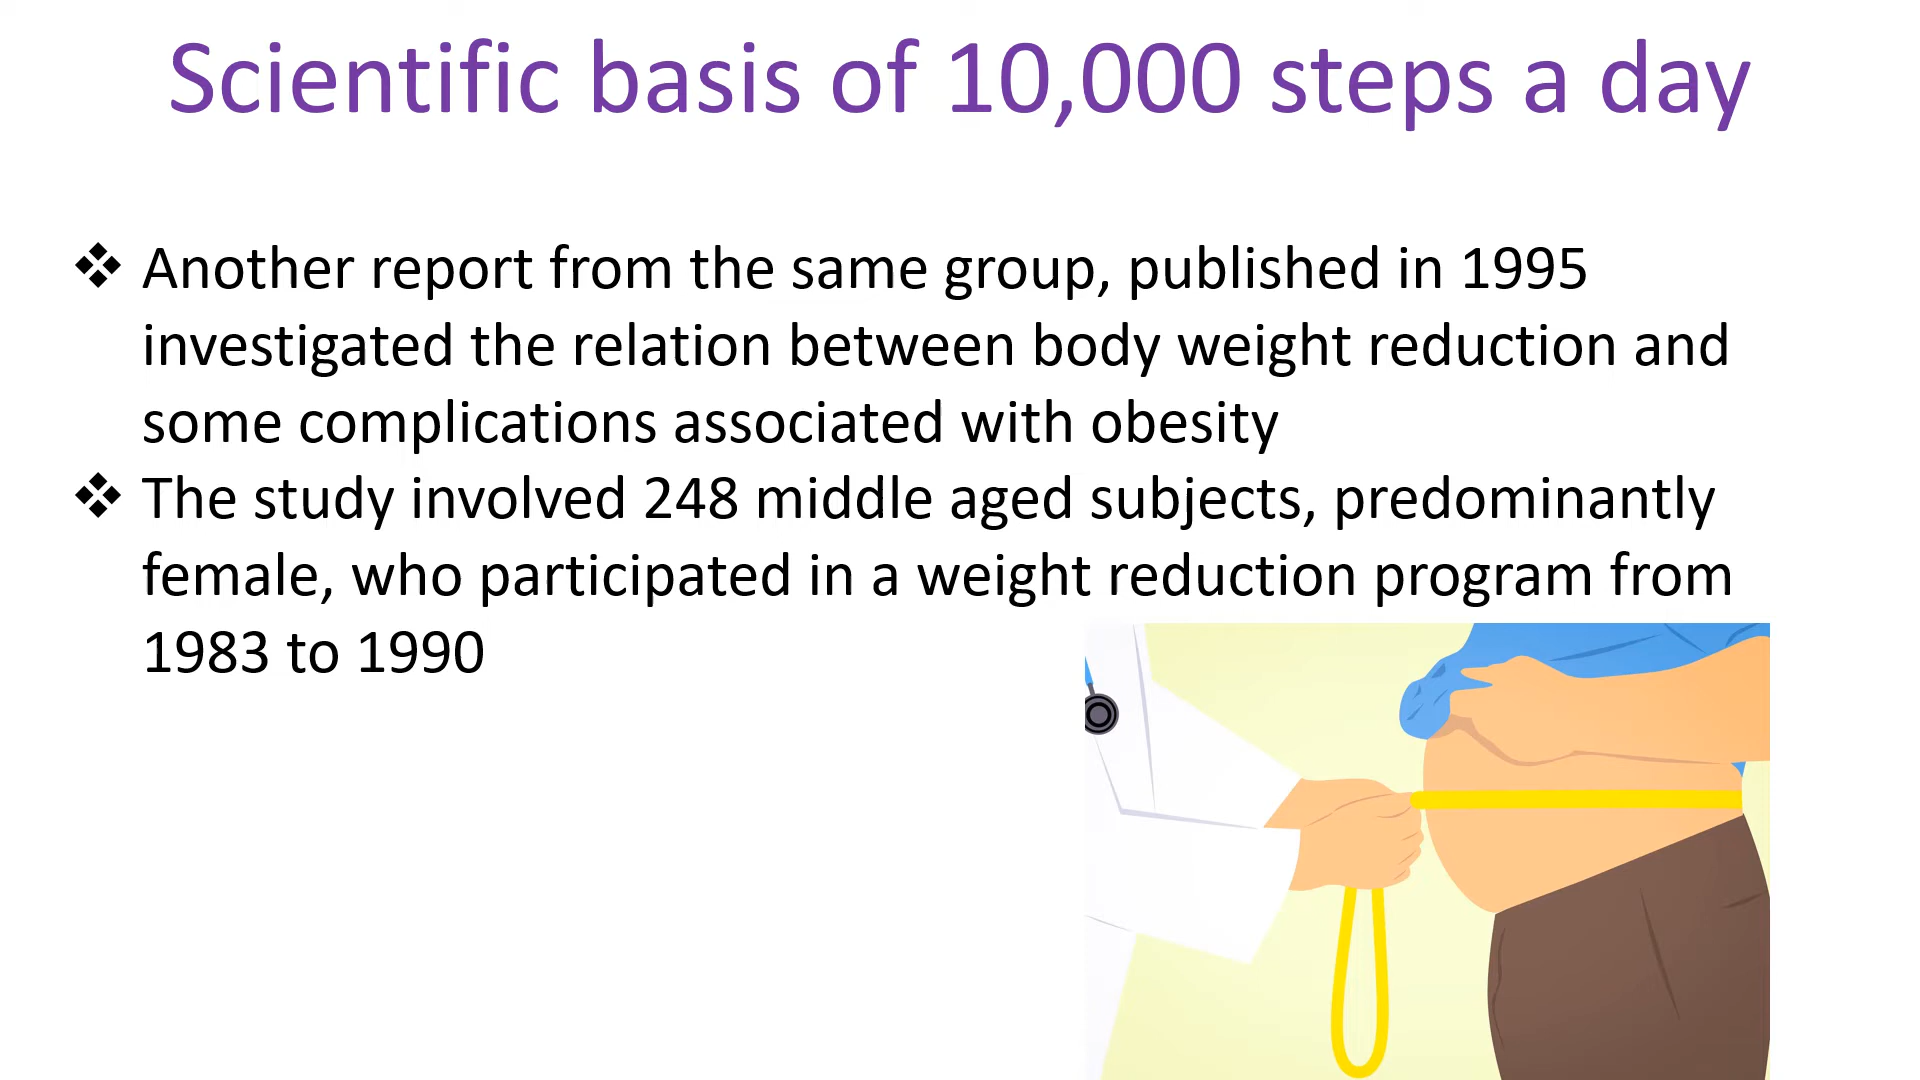 Scientific basis of 10,000 steps a day
❖ Another report from the same group, published in 1995
investigated the relation between body weight reduction and
some complications associated with obesity
❖ The study involved 248 middle aged subjects, predominantly
female, who participated in a weight reduction program from
1983 to 1990